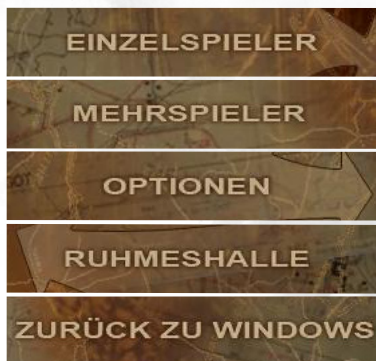 EINZELSPIELER
MEHRSPIELER
OPTIONEN
RUHMESHALLE
ZURÜCK ZU WINDOWS